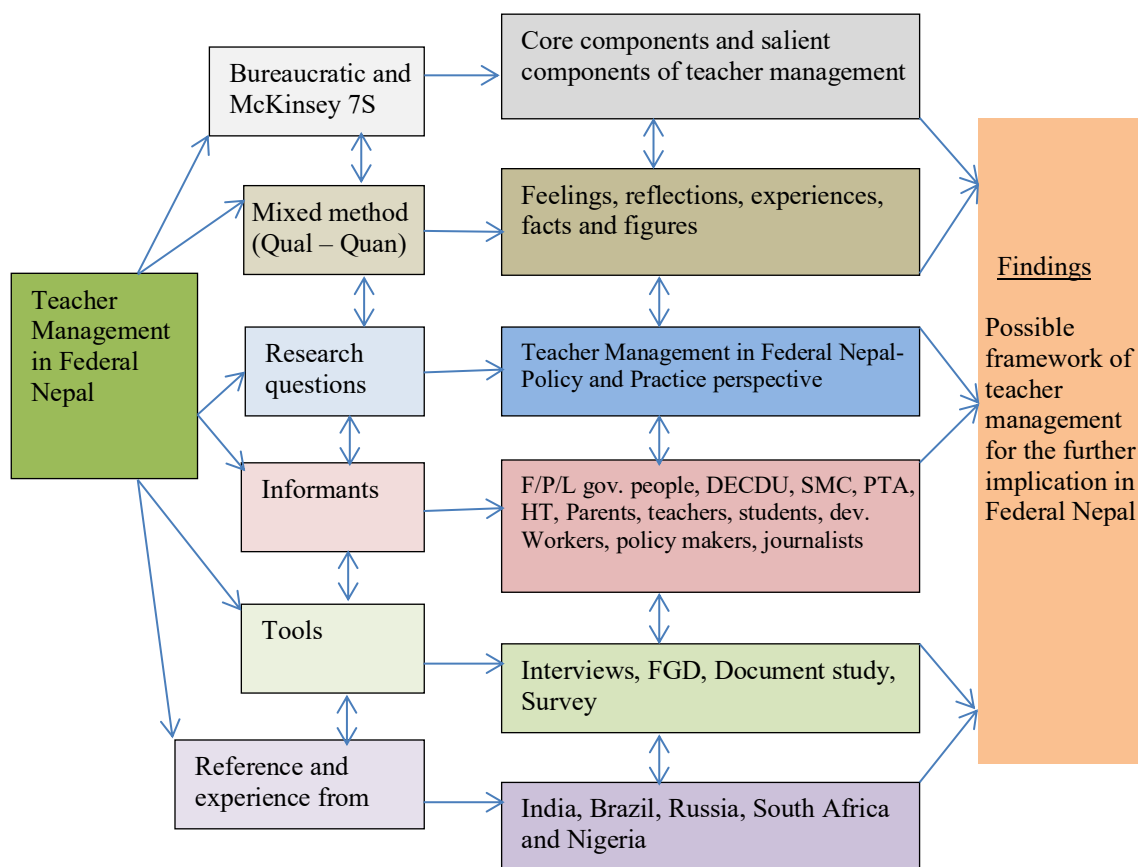 Teacher
Management
in Federal
Nepal
Bureaucratic and
McKinsey 7S
Core components and salient
components of teacher management
Mixed method
(Qual – Quan)
Feelings, reflections, experiences,
facts and figures
Research
questions
Teacher Management in Federal Nepal-
Policy and Practice perspective
Informants
F/P/L gov. people, DECDU, SMC, PTA,
HT, Parents, teachers, students, dev.
Workers, policy makers, journalists
Tools
Interviews, FGD, Document study,
Survey
Reference and
experience from
India, Brazil, Russia, South Africa
and Nigeria
Findings
Possible
framework of
teacher
management
for the further
implication in
Federal Nepal